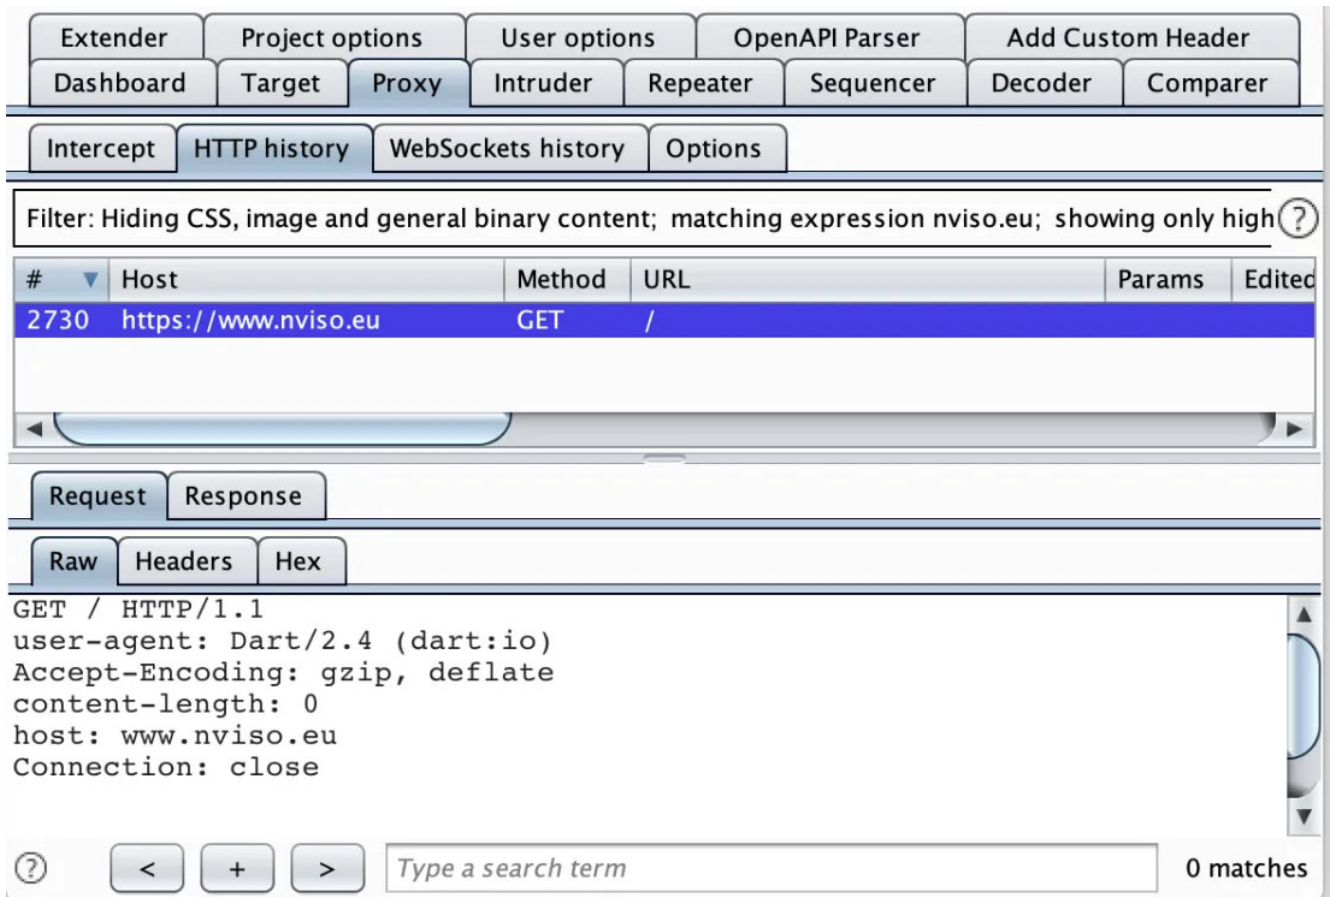 Extender Project options User options OpenAPI Parser Add Custom Header
Dashboard Target Proxy Intruder Repeater Sequencer Decoder Comparer
Intercept HTTP history WebSockets history Options
Filter: Hiding CSS, image and general binary content; matching expression nviso.eu; showing only high ?
# Host Method URL Params Edited
2730 https://www.nviso.eu GET /
Request Response
Raw Headers Hex
GET / HTTP/1.1
user-agent: Dart/2.4 (dart:io)
Accept-Encoding: gzip, deflate
content-length: 0
host: www.nviso.eu
Connection: close
? < + > Type a search term 0 matches